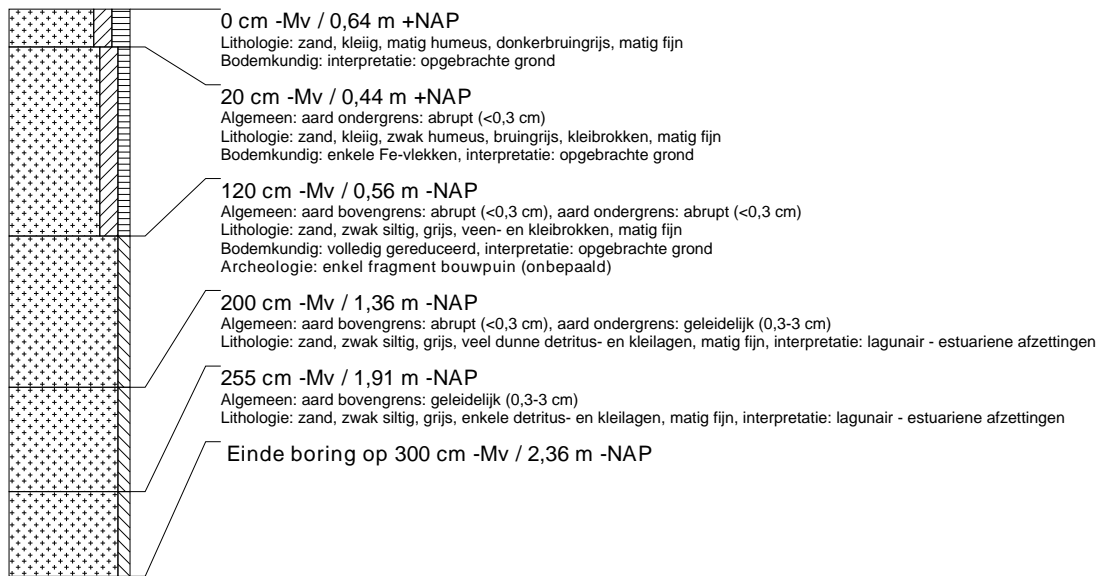 0 cm -Mv / 0,64 m +NAP
Lithologie: zand, kleiig, matig humeus, donkerbruingrijs, matig fijn
Bodemkundig: interpretatie: opgebrachte grond
20 cm -Mv / 0,44 m +NAP
Algemeen: aard ondergrens: abrupt (<0,3 cm)
Lithologie: zand, kleiig, zwak humeus, bruingrijs, kleibrokken, matig fijn
Bodemkundig: enkele Fe-vlekken, interpretatie: opgebrachte grond
120 cm -Mv / 0,56 m -NAP
Algemeen: aard bovengrens: abrupt (<0,3 cm), aard ondergrens: abrupt (<0,3 cm)
Lithologie: zand, zwak siltig, grijs, veen- en kleibrokken, matig fijn
Bodemkundig: volledig gereduceerd, interpretatie: opgebrachte grond
Archeologie: enkel fragment bouwpuin (onbepaald)
200 cm -Mv / 1,36 m -NAP
Algemeen: aard bovengrens: abrupt (<0,3 cm), aard ondergrens: geleidelijk (0,3-3 cm)
Lithologie: zand, zwak siltig, grijs, veel dunne detritus- en kleilagen, matig fijn, interpretatie: lagunair - estuariene afzettingen
255 cm -Mv / 1,91 m -NAP
Algemeen: aard bovengrens: geleidelijk (0,3-3 cm)
Lithologie: zand, zwak siltig, grijs, enkele detritus- en kleilagen, matig fijn, interpretatie: lagunair - estuariene afzettingen
Einde boring op 300 cm -Mv / 2,36 m -NAP